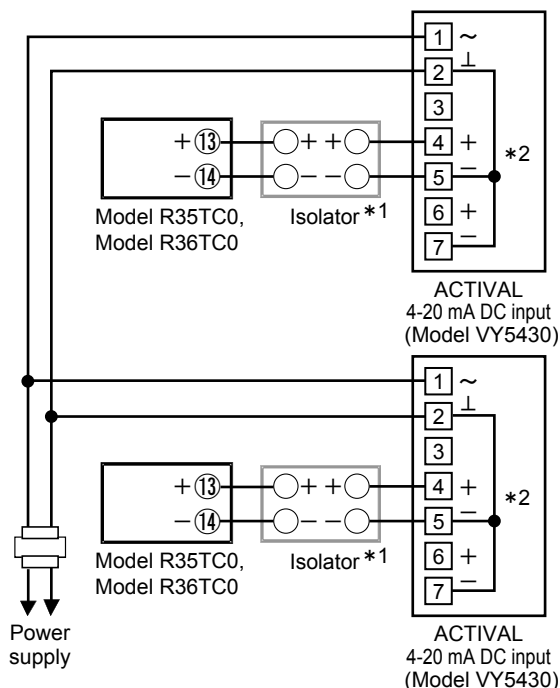 1 ~
2 ⊥
3
+ ⑬ + + 4 +
− ⑭ − − 5 − *2
6 +
7 −
Model R35TC0,
Model R36TC0
Isolator *1
ACTIVAL
4-20 mA DC input
(Model VY5430)
1 ~
2 ⊥
3
+ ⑬ + + 4 +
− ⑭ − − 5 − *2
6 +
7 −
Model R35TC0,
Model R36TC0
Isolator *1
Power
supply
ACTIVAL
4-20 mA DC input
(Model VY5430)